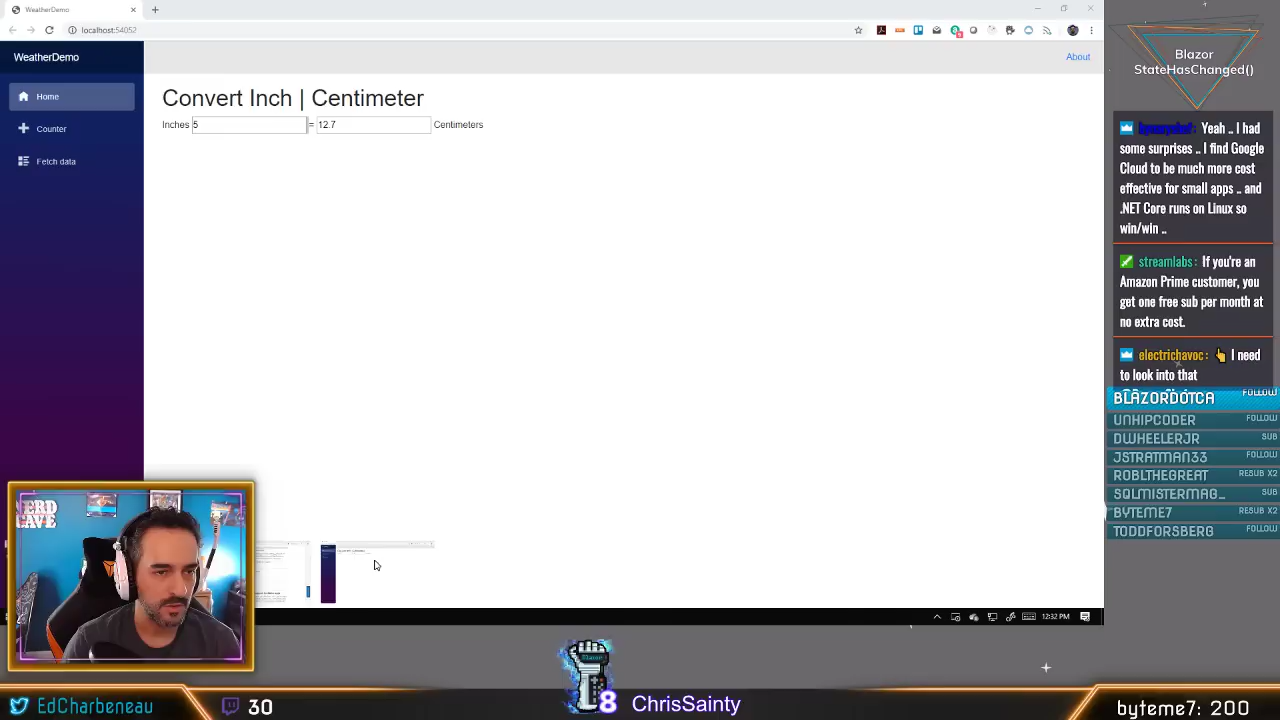 WeatherDemo
localhost:54052
WeatherDemo
About
Home
Counter
Fetch data
Convert Inch | Centimeter
Inches 5 = 12.7 Centimeters
12:32 PM
Blazor
StateHasChanged()
Yeah .. I had
some surprises .. I find Google
Cloud to be much more cost
effective for small apps .. and
.NET Core runs on Linux so
win/win ..
streamlabs: If you're an
Amazon Prime customer, you
get one free sub per month at
no extra cost.
electrichavoc: 👆 I need
to look into that
BLAZORDOTCA FOLLOW
UNHIPCODER FOLLOW
DWHEELERJR SUB
JSTRATMAN33 FOLLOW
ROBLTHEGREAT RESUB X2
SQLMISTERMAG... SUB
BYTEME7 RESUB X2
TODDFORSBERG FOLLOW
EdCharbeneau
30
Blazor
8 ChrisSainty
byteme7: 200